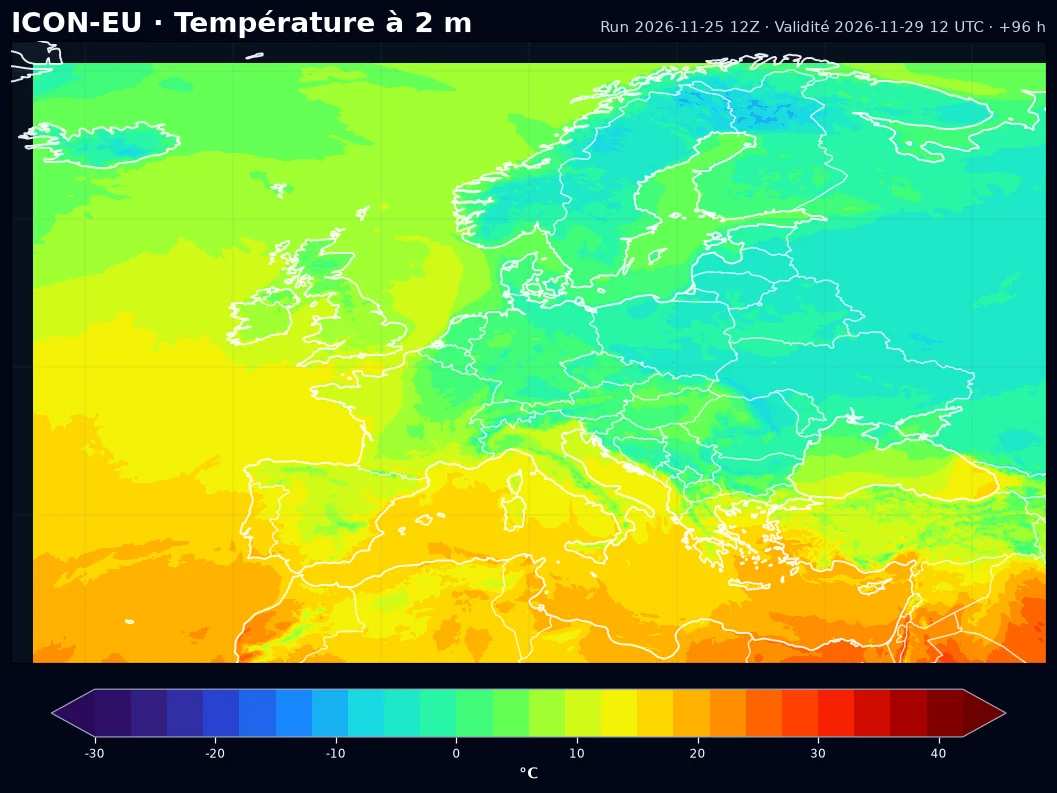 ICON-EU · Température à 2 m
Run 2026-11-25 12Z · Validité 2026-11-29 12 UTC · +96 h
-30 -20 -10 0 10 20 30 40
°C